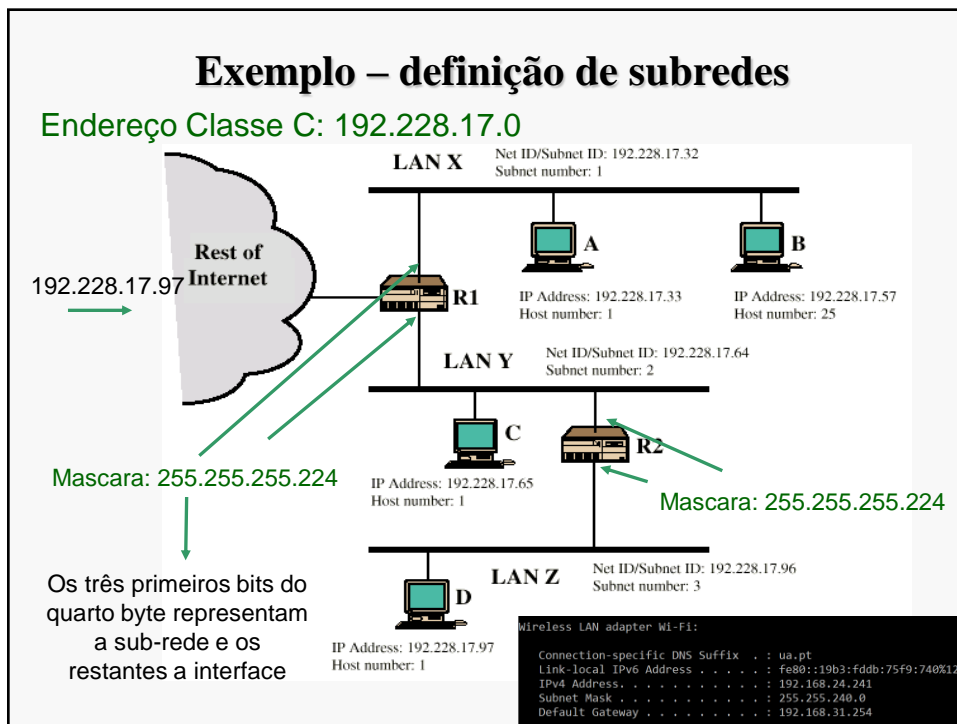 Exemplo – definição de subredes
Endereço Classe C: 192.228.17.0
LAN X
Net ID/Subnet ID: 192.228.17.32
Subnet number: 1
Rest of
Internet
192.228.17.97
R1
A
B
IP Address: 192.228.17.33
Host number: 1
IP Address: 192.228.17.57
Host number: 25
LAN Y
Net ID/Subnet ID: 192.228.17.64
Subnet number: 2
C
R2
Mascara: 255.255.255.224
IP Address: 192.228.17.65
Host number: 1
Mascara: 255.255.255.224
Os três primeiros bits do
quarto byte representam
a sub-rede e os
restantes a interface
LAN Z
Net ID/Subnet ID: 192.228.17.96
Subnet number: 3
D
IP Address: 192.228.17.97
Host number: 1
Wireless LAN adapter Wi-Fi:
Connection-specific DNS Suffix . : ua.pt
Link-local IPv6 Address . . . . . : fe80::19b3:fddb:75f9:740%12
IPv4 Address. . . . . . . . . . . : 192.168.24.241
Subnet Mask . . . . . . . . . . . : 255.255.240.0
Default Gateway . . . . . . . . . : 192.168.31.254